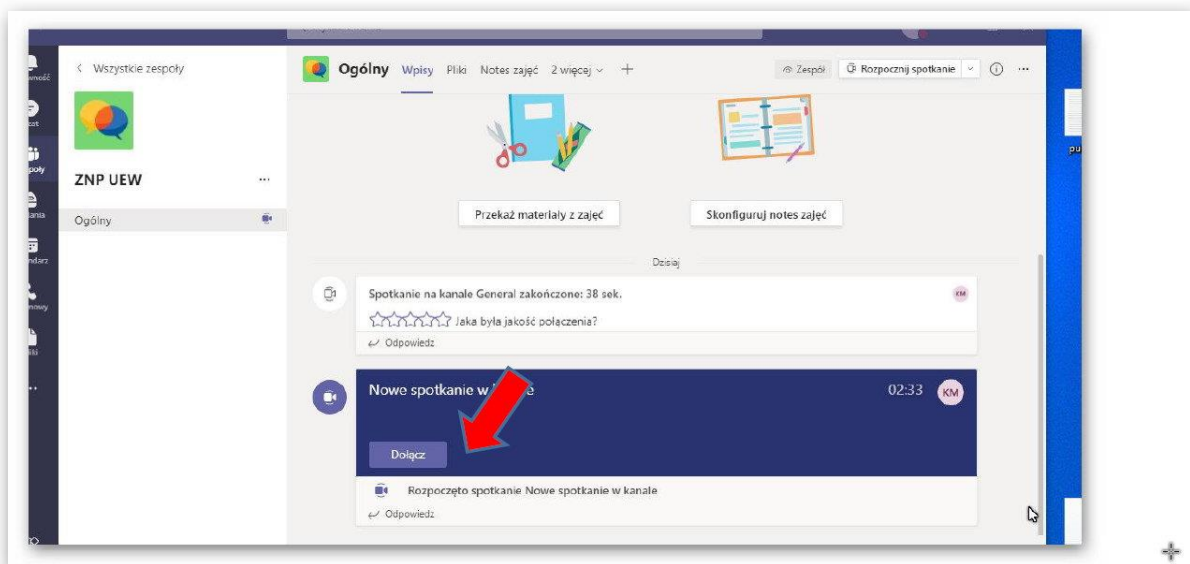 Wszystkie zespoły
ZNP UEW
Ogólny
Ogólny Wpisy Pliki Notes zajęć 2 więcej +
Zespół Rozpocznij spotkanie
Przekaż materiały z zajęć Skonfiguruj notes zajęć
Dzisiaj
Spotkanie na kanale General zakończone: 38 sek. KM
Jaka była jakość połączenia?
Odpowiedz
Nowe spotkanie w 02:33 KM
Dołącz
Rozpoczęto spotkanie Nowe spotkanie w kanale
Odpowiedz